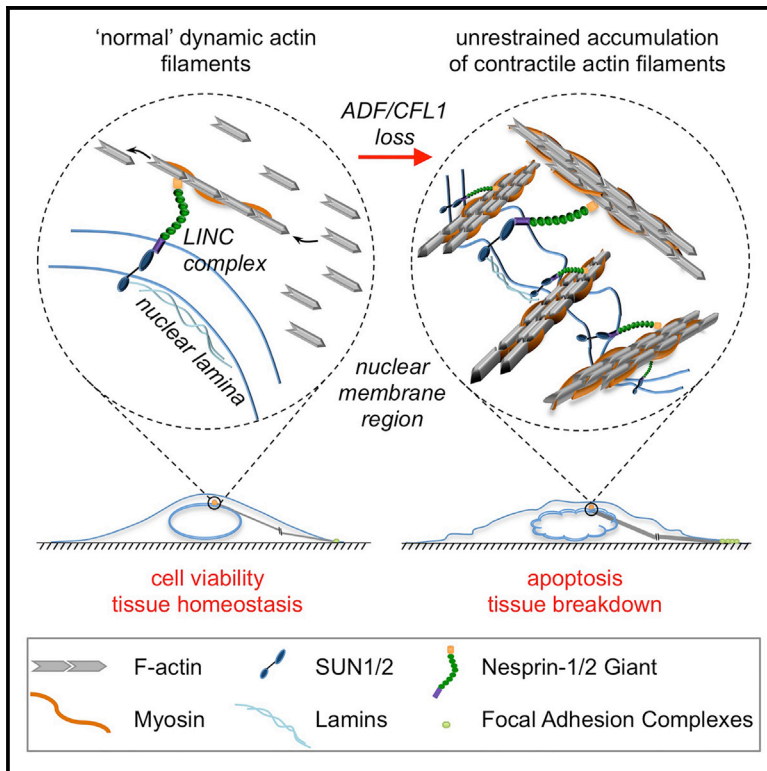 'normal' dynamic actin
filaments
unrestrained accumulation
of contractile actin filaments
ADF/CFL1
loss
LINC
complex
nuclear lamina
nuclear
membrane
region
cell viability
tissue homeostasis
apoptosis
tissue breakdown
F-actin
SUN1/2
Nesprin-1/2 Giant
Myosin
Lamins
Focal Adhesion Complexes